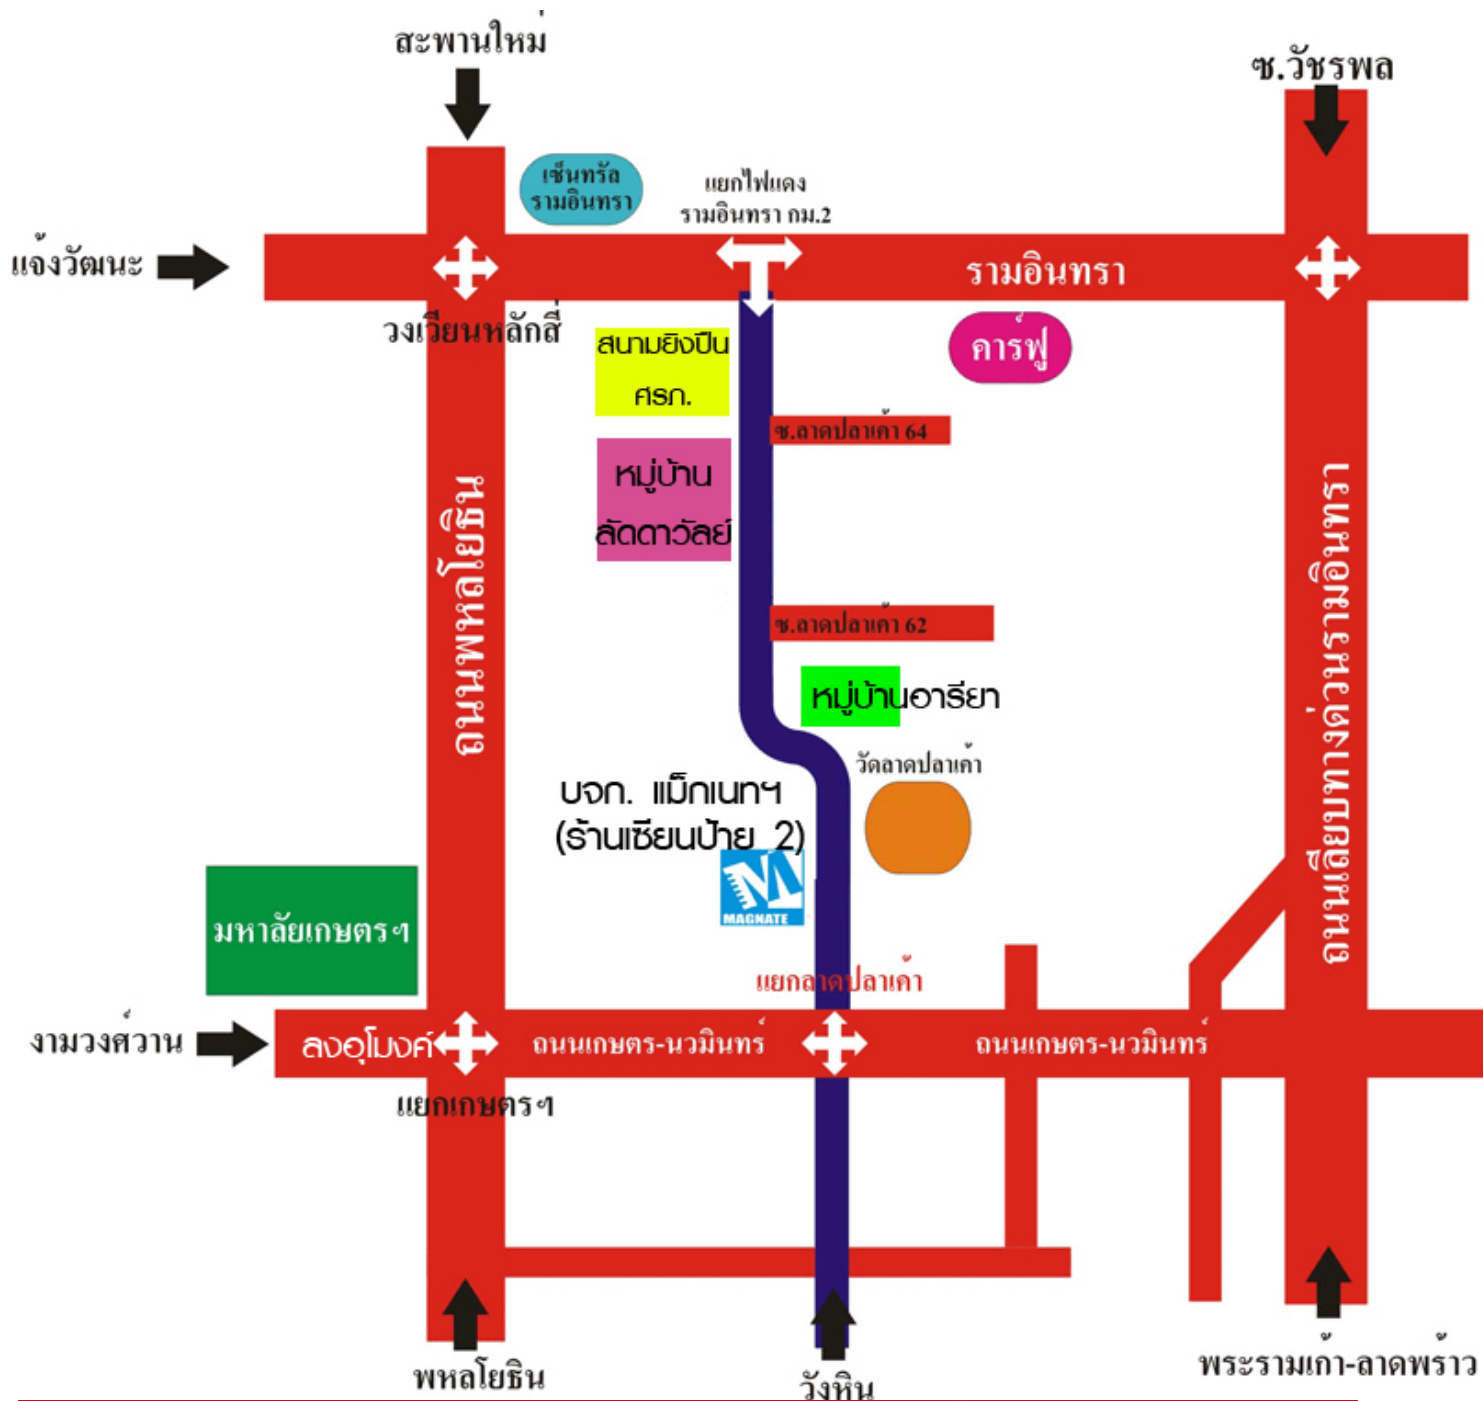 สะพานใหม่
ซ.วัชรพล
เซ็นทรัล
รามอินทรา
แยกไฟแดง
รามอินทรา กม.2
แจ้งวัฒนะ
รามอินทรา
วงเวียนหลักสี่
สนามยิงปืน
ศรภ.
คาร์ฟู
ซ.ลาดปลาเค้า 64
หมู่บ้าน
ลัดดาวัลย์
ถนนพหลโยธิน
ถนนเลียบทางด่วนรามอินทรา
ซ.ลาดปลาเค้า 62
หมู่บ้านอารียา
วัดลาดปลาเค้า
บจก. แม็กเนทฯ
(ร้านเซียนป้าย 2)
M
MAGNATE
มหาลัยเกษตรฯ
แยกลาดปลาเค้า
งามวงศ์วาน
ลงอุโมงค์
ถนนเกษตร-นวมินทร์
ถนนเกษตร-นวมินทร์
แยกเกษตรฯ
พหลโยธิน
วังหิน
พระรามเก้า-ลาดพร้าว